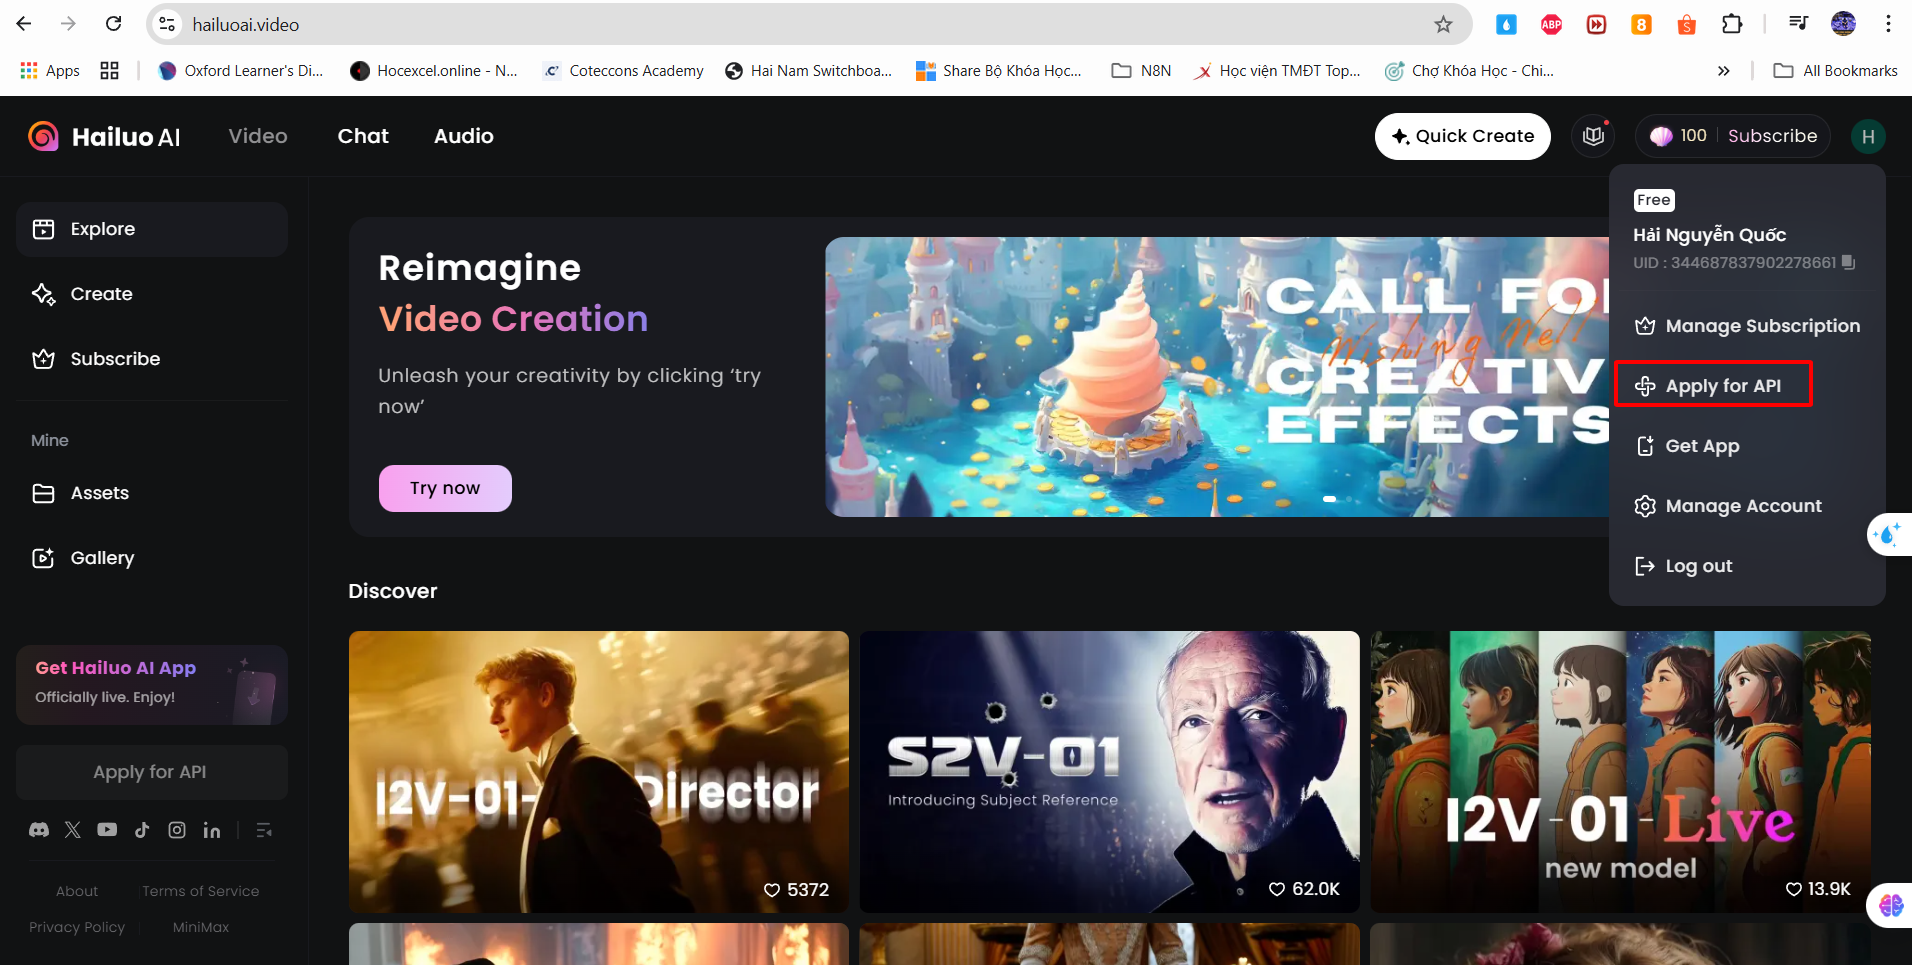 hailuoai.video
Apps
Oxford Learner's Di...
Hocexcel.online - N...
Coteccons Academy
Hai Nam Switchboa...
Share Bộ Khóa Học...
N8N
Học viện TMĐT Top...
Chợ Khóa Học - Chi...
All Bookmarks
Hailuo AI
Video
Chat
Audio
Quick Create
100
Subscribe
H
Explore
Create
Subscribe
Mine
Assets
Gallery
Get Hailuo AI App
Officially live. Enjoy!
Apply for API
About
Terms of Service
Privacy Policy
MiniMax
Reimagine
Video Creation
Unleash your creativity by clicking ‘try
now’
Try now
CALL FO
Wishing Well
CREATIV
EFFECTS
Free
Hải Nguyễn Quốc
UID : 344687837902278661
Manage Subscription
Apply for API
Get App
Manage Account
Log out
Discover
I2V-01-Director
5372
S2V-01
Introducing Subject Reference
62.0K
I2V-01-Live
new model
13.9K